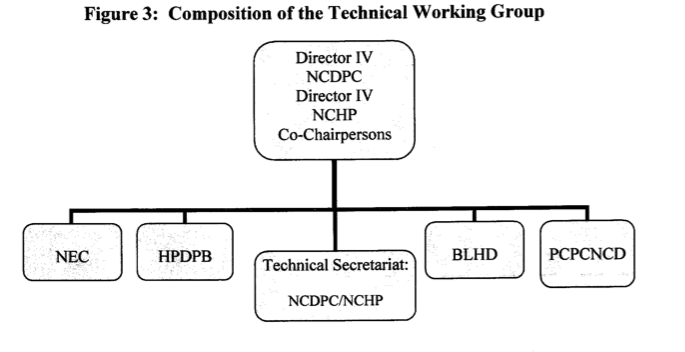 Figure 3: Composition of the Technical Working Group
Director IV
NCDPC
Director IV
NCHP
Co-Chairpersons
NEC
HPDPB
Technical Secretariat:
NCDPC/NCHP
BLHD
PCPCNCD